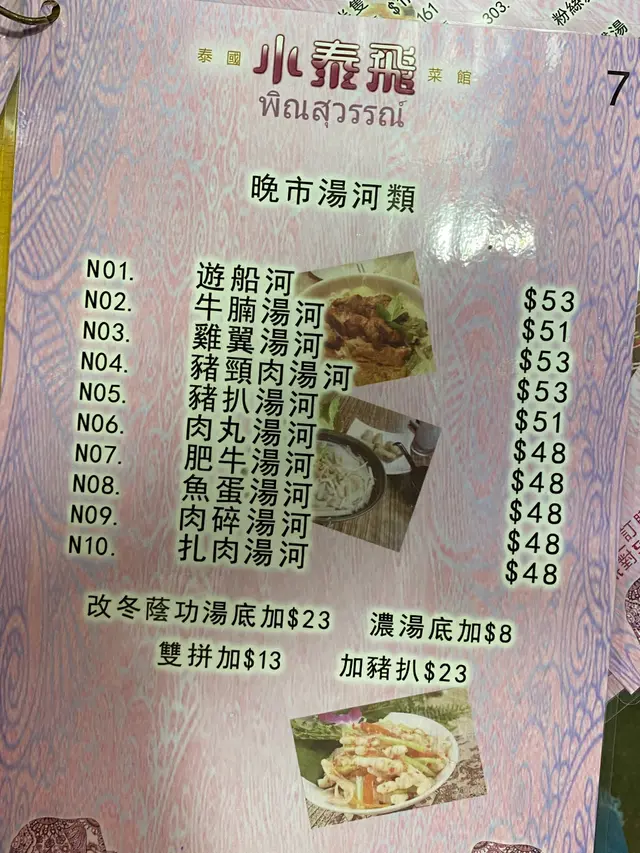 161
303.
粉絲
湯
7
泰國 小泰飛 菜館
พิณสุวรรณ์
晚市湯河類
N01. 遊船河 $53
N02. 牛腩湯河 $51
N03. 雞翼湯河 $53
N04. 豬頸肉湯河 $53
N05. 豬扒湯河 $51
N06. 肉丸湯河 $48
N07. 肥牛湯河 $48
N08. 魚蛋湯河 $48
N09. 肉碎湯河 $48
N10. 扎肉湯河 $48
改冬蔭功湯底加$23 濃湯底加$8
雙拼加$13 加豬扒$23